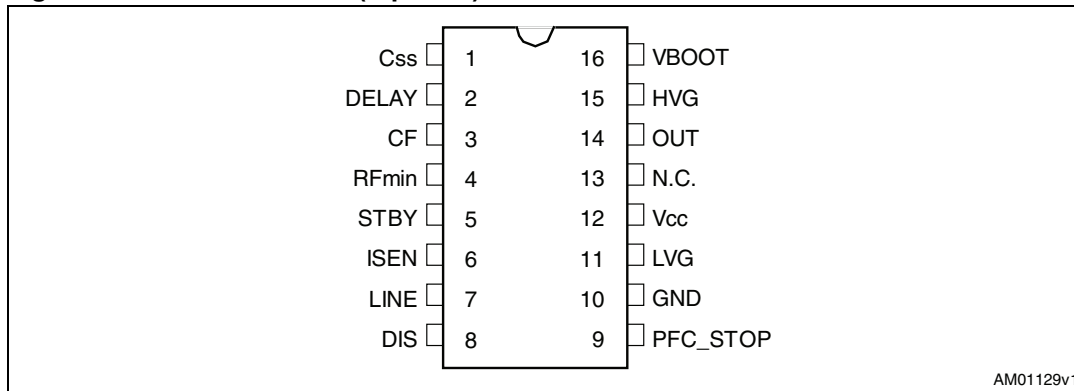 Css 1 16 VBOOT
DELAY 2 15 HVG
CF 3 14 OUT
RFmin 4 13 N.C.
STBY 5 12 Vcc
ISEN 6 11 LVG
LINE 7 10 GND
DIS 8 9 PFC_STOP
AM01129v1